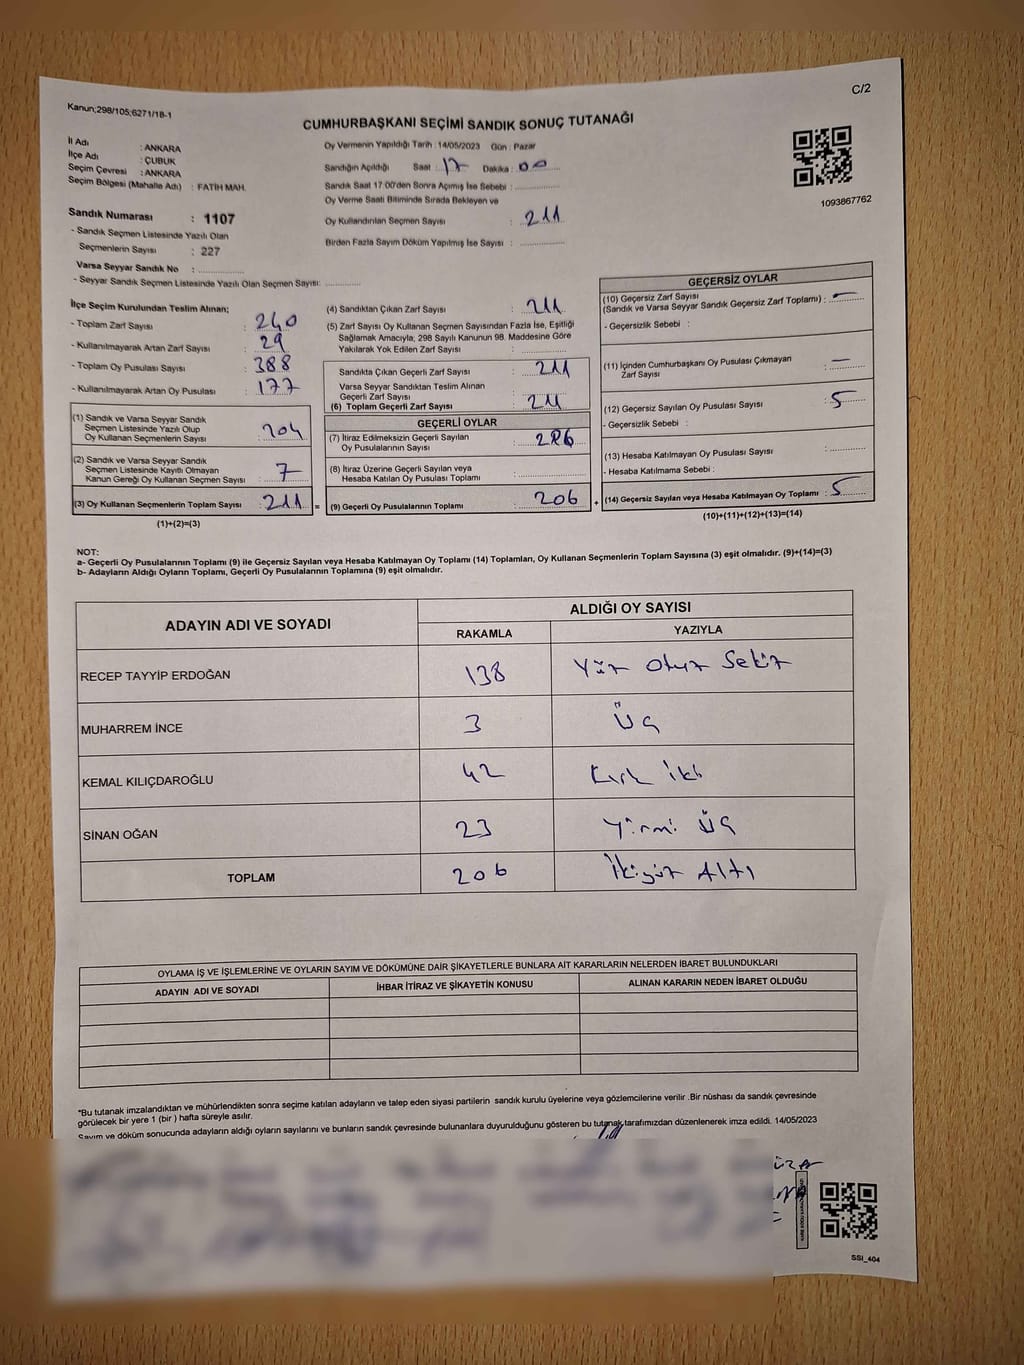 C/2
Kanun;298/105;6271/18-1
CUMHURBAŞKANI SEÇİMİ SANDIK SONUÇ TUTANAĞI
İl Adı : ANKARA
İlçe Adı : ÇUBUK
Seçim Çevresi : ANKARA
Seçim Bölgesi (Mahalle Adı) : FATİH MAH.
Sandık Numarası : 1107
- Sandık Seçmen Listesinde Yazılı Olan
Seçmenlerin Sayısı : 227
Varsa Seyyar Sandık No :
- Seyyar Sandık Seçmen Listesinde Yazılı Olan Seçmen Sayısı:
Oy Vermenin Yapıldığı Tarih : 14/05/2023 Gün : Pazar
Sandığın Açıldığı Saat : 17 Dakika : 00
Sandık Saat 17:00'den Sonra Açımış İse Sebebi :
Oy Verme Saati Bitiminde Sırada Bekleyen ve
Oy Kullandırılan Seçmen Sayısı : 211
Birden Fazla Sayım Döküm Yapılmış İse Sayısı :
1093867762
İlçe Seçim Kurulundan Teslim Alınan;
- Toplam Zarf Sayısı : 240
- Kullanılmayarak Artan Zarf Sayısı : 29
- Toplam Oy Pusulası Sayısı : 388
- Kullanılmayarak Artan Oy Pusulası : 177
(1) Sandık ve Varsa Seyyar Sandık
Seçmen Listesinde Yazılı Olup
Oy Kullanan Seçmenlerin Sayısı : 204
(2) Sandık ve Varsa Seyyar Sandık
Seçmen Listesinde Kayıtlı Olmayan
Kanun Gereği Oy Kullanan Seçmen Sayısı : 7
(3) Oy Kullanan Seçmenlerin Toplam Sayısı : 211 =
(1)+(2)=(3)
(4) Sandıktan Çıkan Zarf Sayısı : 211
(5) Zarf Sayısı Oy Kullanan Seçmen Sayısından Fazla İse, Eşitliği
Sağlamak Amacıyla, 298 Sayılı Kanunun 98. Maddesine Göre
Yakılarak Yok Edilen Zarf Sayısı :
Sandıkta Çıkan Geçerli Zarf Sayısı : 211
Varsa Seyyar Sandıktan Teslim Alınan
Geçerli Zarf Sayısı :
(6) Toplam Geçerli Zarf Sayısı : 211
GEÇERLİ OYLAR
(7) İtiraz Edilmeksizin Geçerli Sayılan
Oy Pusulalarının Sayısı :
(8) İtiraz Üzerine Geçerli Sayılan veya
Hesaba Katılan Oy Pusulası Toplamı :
(9) Geçerli Oy Pusulalarının Toplamı : 206 +
GEÇERSİZ OYLAR
(10) Geçersiz Zarf Sayısı
(Sandık ve Varsa Seyyar Sandık Geçersiz Zarf Toplamı) : —
- Geçersizlik Sebebi :
(11) İçinden Cumhurbaşkanı Oy Pusulası Çıkmayan
Zarf Sayısı : —
(12) Geçersiz Sayılan Oy Pusulası Sayısı : 5
- Geçersizlik Sebebi :
(13) Hesaba Katılmayan Oy Pusulası Sayısı :
- Hesaba Katılmama Sebebi :
(14) Geçersiz Sayılan veya Hesaba Katılmayan Oy Toplamı : 5
(10)+(11)+(12)+(13)=(14)
NOT:
a- Geçerli Oy Pusulalarının Toplamı (9) ile Geçersiz Sayılan veya Hesaba Katılmayan Oy Toplamı (14) Toplamları, Oy Kullanan Seçmenlerin Toplam Sayısına (3) eşit olmalıdır. (9)+(14)=(3)
b- Adayların Aldığı Oyların Toplamı, Geçerli Oy Pusulalarının Toplamına (9) eşit olmalıdır.
ADAYIN ADI VE SOYADI ALDIĞI OY SAYISI
RAKAMLA YAZIYLA
RECEP TAYYİP ERDOĞAN 138 Yüz Otuz Sekiz
MUHARREM İNCE 3 Üç
KEMAL KILIÇDAROĞLU 42 Kırk İki
SİNAN OĞAN 23 Yirmi Üç
TOPLAM 206 İkiyüz Altı
OYLAMA İŞ VE İŞLEMLERİNE VE OYLARIN SAYIM VE DÖKÜMÜNE DAİR ŞİKAYETLERLE BUNLARA AİT KARARLARIN NELERDEN İBARET BULUNDUKLARI
ADAYIN ADI VE SOYADI İHBAR İTİRAZ VE ŞİKAYETİN KONUSU ALINAN KARARIN NEDEN İBARET OLDUĞU
*Bu tutanak imzalandıktan ve mühürlendikten sonra seçime katılan adayların ve talep eden siyasi partilerin sandık kurulu üyelerine veya gözlemcilerine verilir .Bir nüshası da sandık çevresinde
görülecek bir yere 1 (bir ) hafta süreyle asılır.
Sayım ve döküm sonucunda adayların aldığı oyların sayılarını ve bunların sandık çevresinde bulunanlara duyurulduğunu gösteren bu tutanak tarafımızdan düzenlenerek imza edildi. 14/05/2023
SSI_404